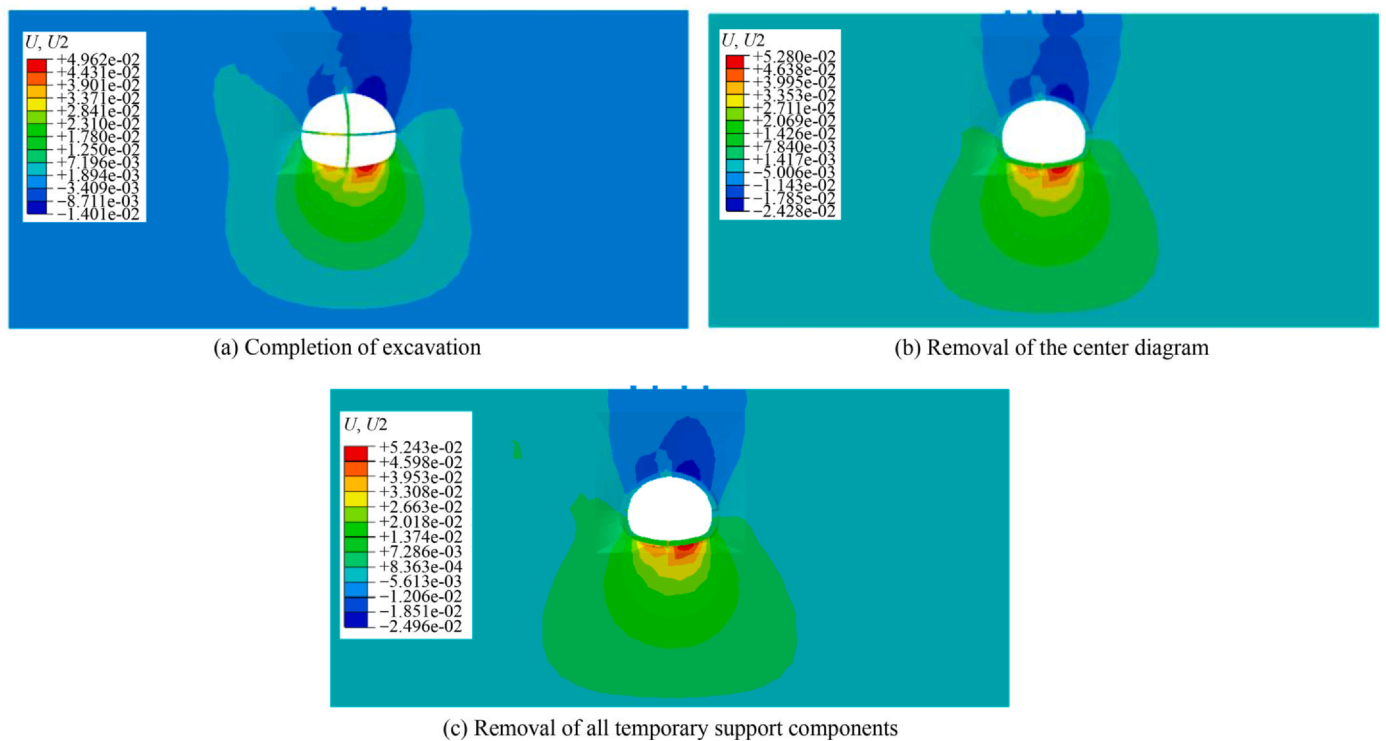 U, U2
+4.962e-02
+4.431e-02
+3.901e-02
+3.371e-02
+2.841e-02
+2.310e-02
+1.780e-02
+1.250e-02
+7.196e-03
+1.894e-03
−3.409e-03
−8.711e-03
−1.401e-02
(a) Completion of excavation
U, U2
+5.280e-02
+4.638e-02
+3.995e-02
+3.353e-02
+2.711e-02
+2.069e-02
+1.426e-02
+7.840e-03
+1.417e-03
−5.006e-03
−1.143e-02
−1.785e-02
−2.428e-02
(b) Removal of the center diagram
U, U2
+5.243e-02
+4.598e-02
+3.953e-02
+3.308e-02
+2.663e-02
+2.018e-02
+1.374e-02
+7.286e-03
+8.363e-04
−5.613e-03
−1.206e-02
−1.851e-02
−2.496e-02
(c) Removal of all temporary support components